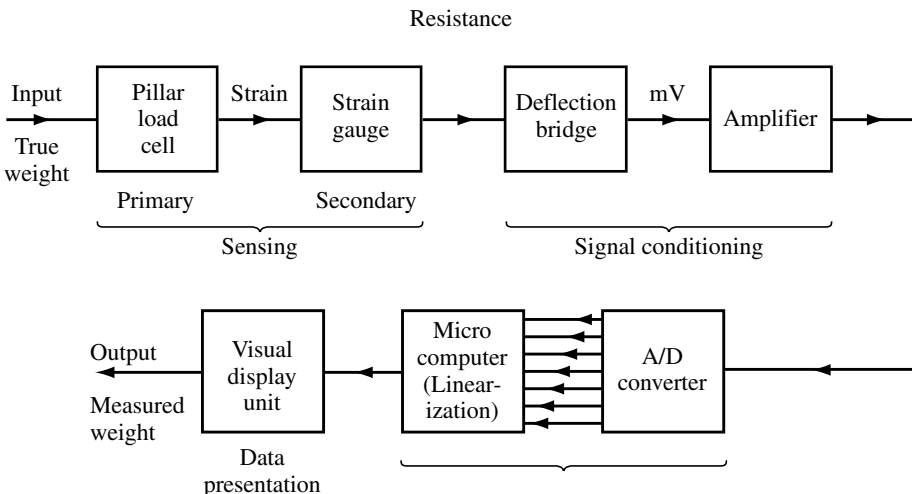 Resistance
Input
True
weight
Pillar
load
cell
Strain
Strain
gauge
Deflection
bridge
mV
Amplifier
Primary
Secondary
Sensing
Signal conditioning
Output
Measured
weight
Visual
display
unit
Micro
computer
(Linear-
ization)
A/D
converter
Data
presentation